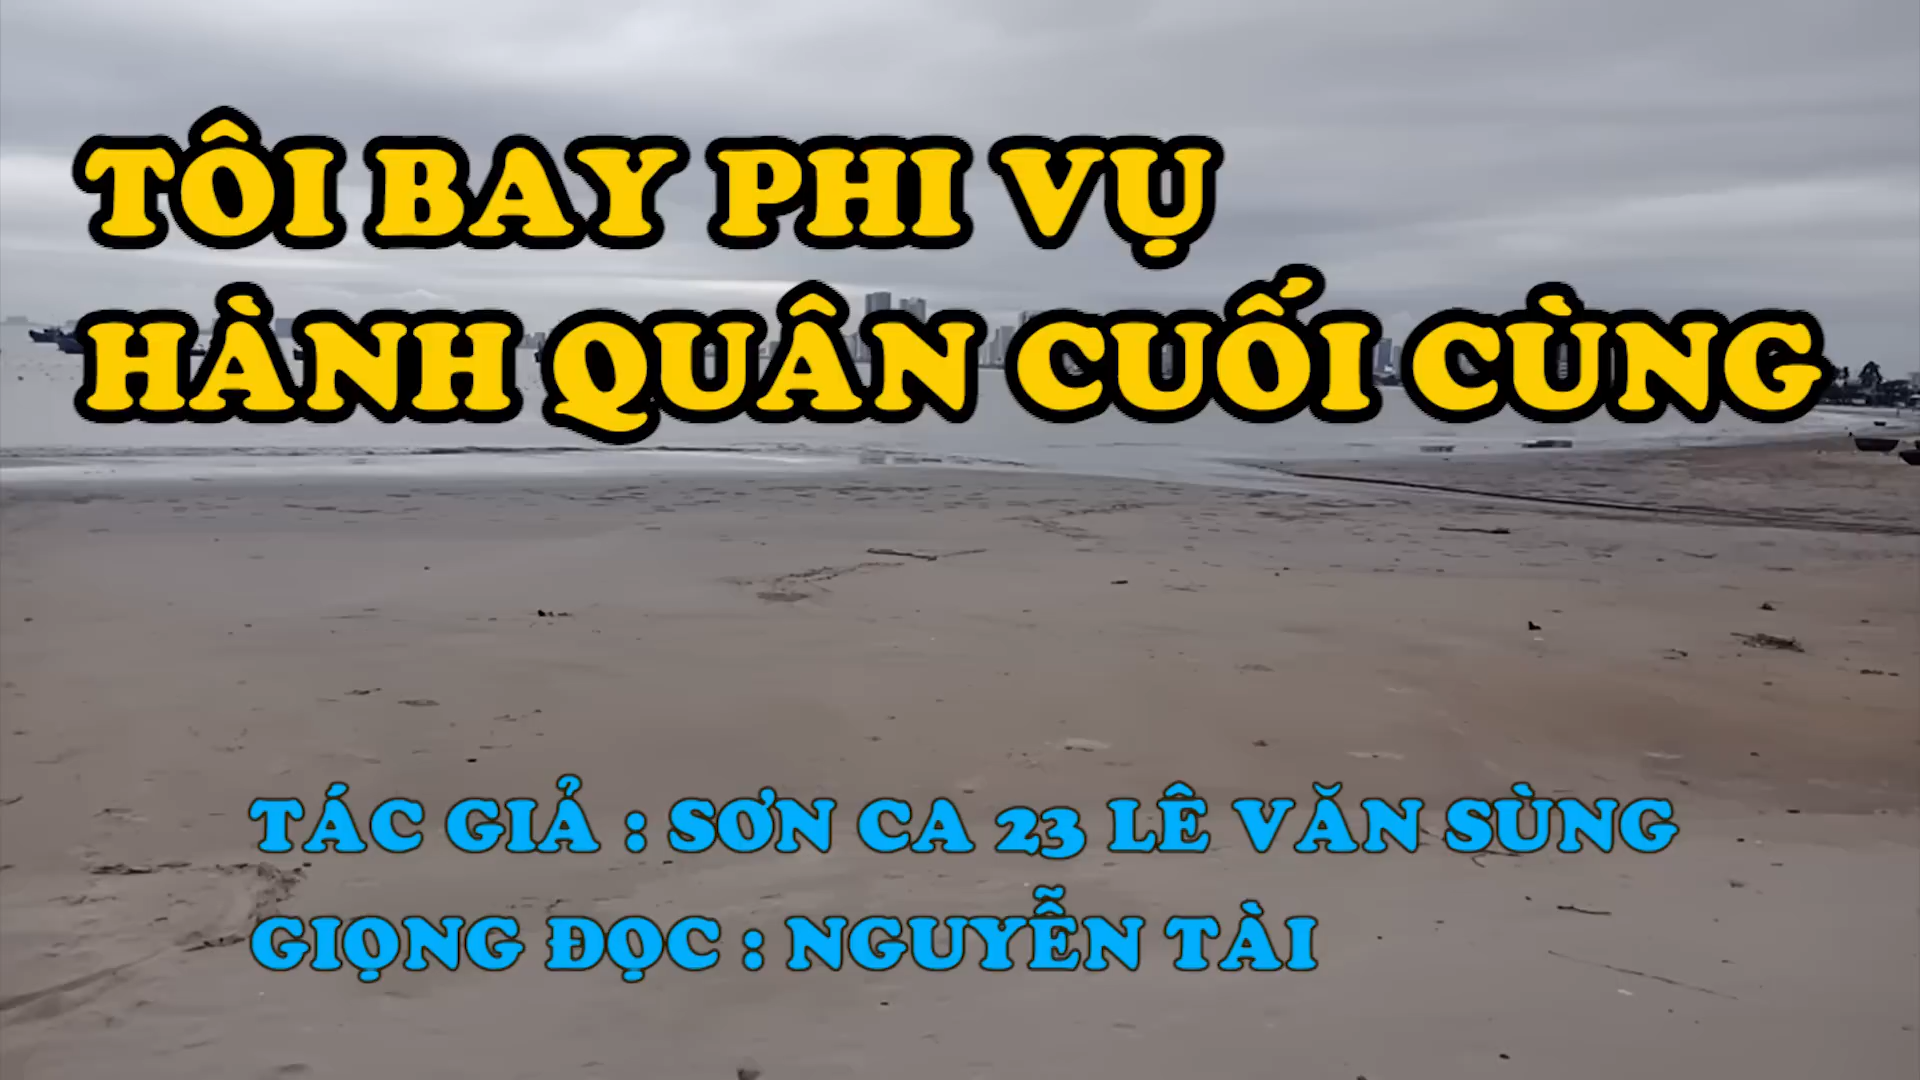 TÔI BAY PHI VỤ
HÀNH QUÂN CUỐI CÙNG
TÁC GIẢ : SƠN CA 23 LÊ VĂN SÙNG
GIỌNG ĐỌC : NGUYỄN TÀI